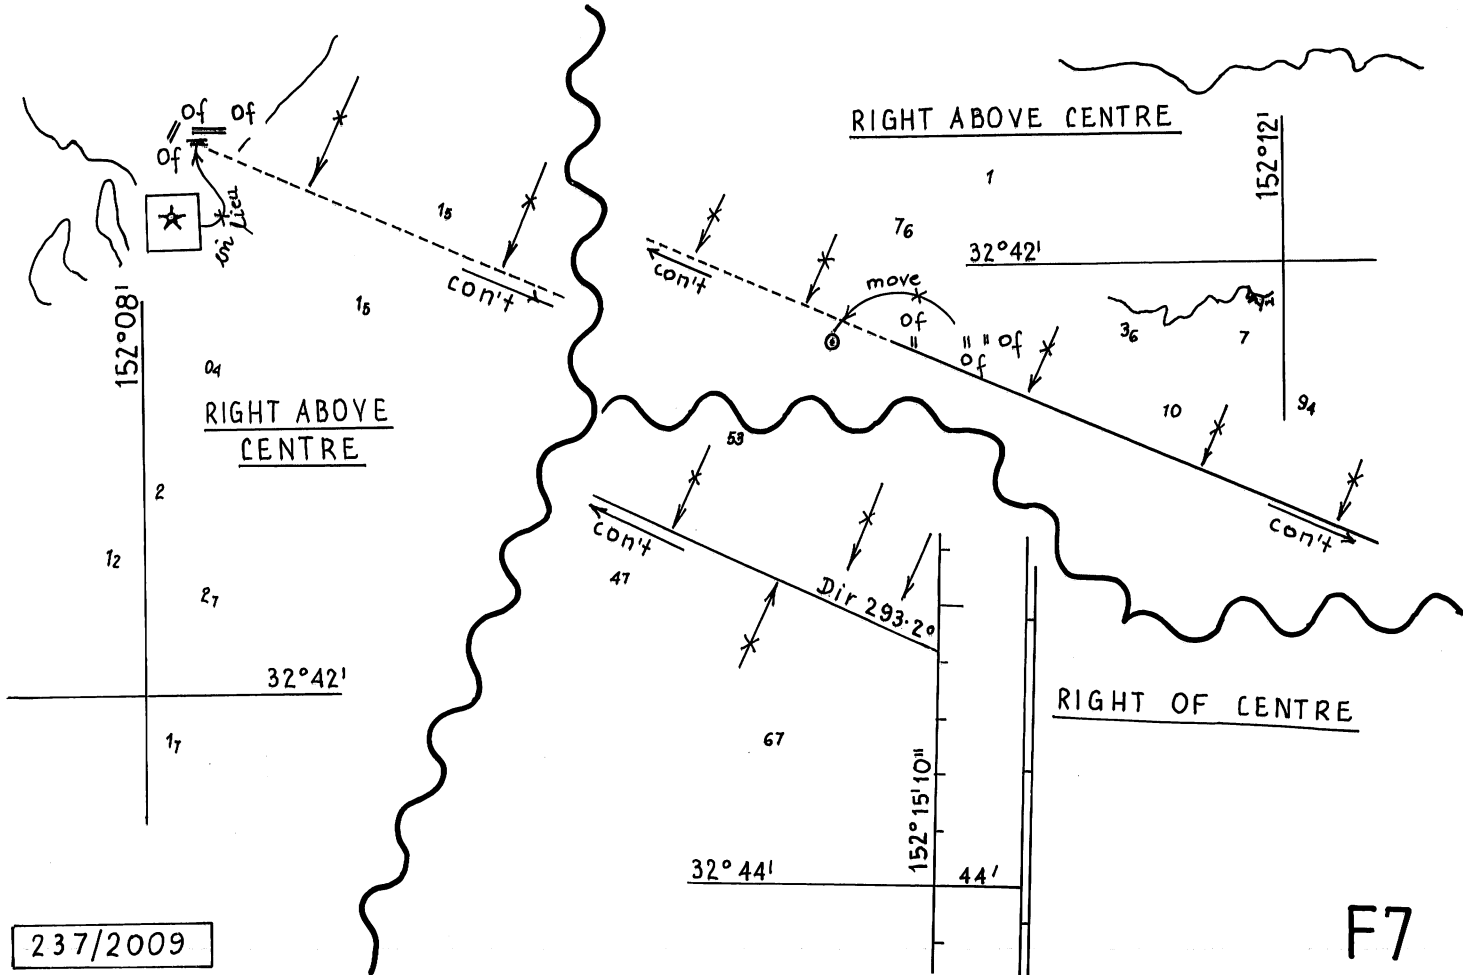 Of Of
Of
in lieu
1₅
con't
1₅
152°08'
0₄
RIGHT ABOVE
CENTRE
2
1₂
2₇
32°42'
1₇
237/2009
RIGHT ABOVE CENTRE
152°12'
1
7₆
32°42'
con't
move
Of
" " Of
"
Of
3₆
7
10
9₄
con't
53
con't
47
Dir 293·2°
67
152°15'10"
RIGHT OF CENTRE
32°44' 44'
F7